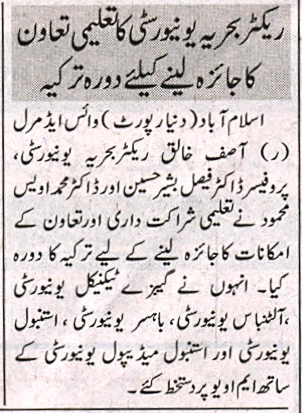 ریکٹر بحریہ یونیورسٹی کا تعلیمی تعاون
کا جائزہ لینے کیلئے دورہ ترکیہ
اسلام آباد (دنیا رپورٹ) وائس ایڈمرل
(ر) آصف خالق ریکٹر بحریہ یونیورسٹی،
پروفیسر ڈاکٹر فیصل بشیر حسین اور ڈاکٹر محمد اویس
محمود نے تعلیمی شراکت داری اور تعاون کے
امکانات کا جائزہ لینے کے لیے ترکیہ کا دورہ
کیا۔ انہوں نے گیبزے ٹیکنیکل یونیورسٹی
،آلٹنباس یونیورسٹی، باہسر یونیورسٹی ، استنبول
یونیورسٹی اور استنبول میڈیپول یونیورسٹی کے
ساتھ ایم او یو پر دستخط کئے۔